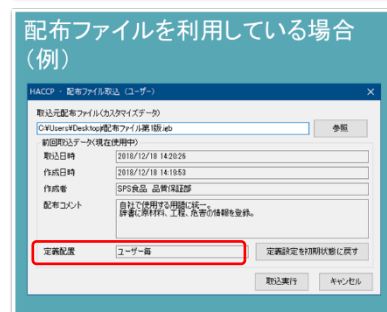 配布ファイルを利用している場合
（例）
HACCP - 配布ファイル取込（ユーザー）
取込元配布ファイル(カスタマイズデータ)
C:¥Users¥Desktop¥配布ファイル第1版.ieb
参照
前回取込データ(現在使用中)
取込日時 2018/12/18 14:20:26
作成日時 2018/12/18 14:19:53
作成者 SPS食品 品質保証部
配布コメント 自社で使用する用語に統一。
辞書に原材料、工程、危害の情報を登録。
定義配置 ユーザー毎 定義設定を初期状態に戻す
取込実行 キャンセル